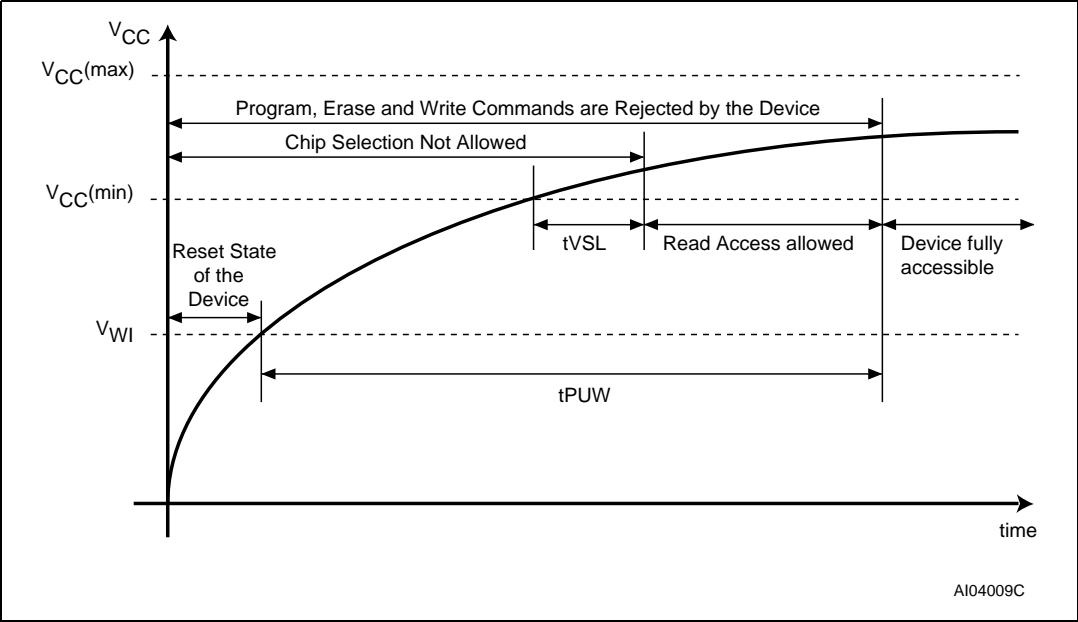 VCC
VCC(max)
Program, Erase and Write Commands are Rejected by the Device
Chip Selection Not Allowed
VCC(min)
tVSL
Read Access allowed
Device fully
accessible
Reset State
of the
Device
VWI
tPUW
time
AI04009C